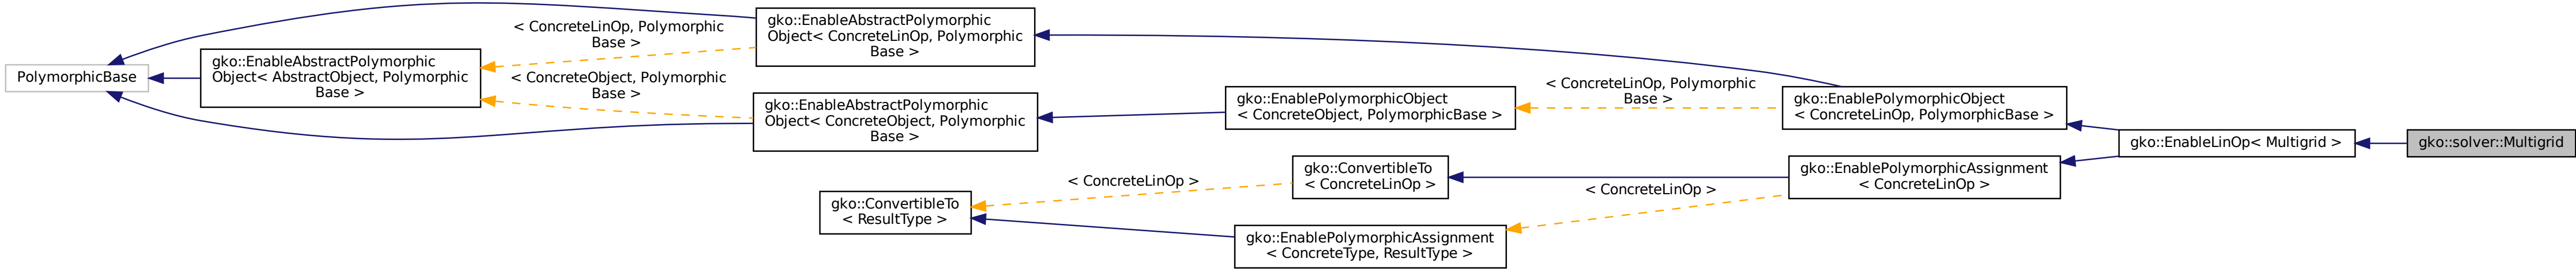 PolymorphicBase
gko::EnableAbstractPolymorphic
Object< AbstractObject, Polymorphic
Base >
< ConcreteLinOp, Polymorphic
Base >
< ConcreteObject, Polymorphic
Base >
gko::EnableAbstractPolymorphic
Object< ConcreteLinOp, Polymorphic
Base >
gko::EnableAbstractPolymorphic
Object< ConcreteObject, Polymorphic
Base >
gko::ConvertibleTo
< ResultType >
< ConcreteLinOp >
gko::EnablePolymorphicObject
< ConcreteObject, PolymorphicBase >
gko::ConvertibleTo
< ConcreteLinOp >
gko::EnablePolymorphicAssignment
< ConcreteType, ResultType >
< ConcreteLinOp, Polymorphic
Base >
< ConcreteLinOp >
gko::EnablePolymorphicObject
< ConcreteLinOp, PolymorphicBase >
gko::EnablePolymorphicAssignment
< ConcreteLinOp >
gko::EnableLinOp< Multigrid >
gko::solver::Multigrid